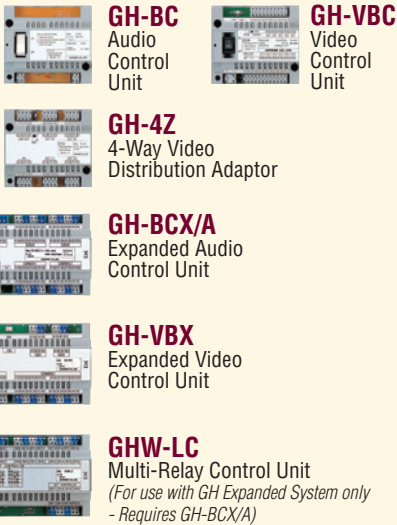 GH-BC
Audio
Control
Unit
GH-VBC
Video
Control
Unit
GH-4Z
4-Way Video
Distribution Adaptor
GH-BCX/A
Expanded Audio
Control Unit
GH-VBX
Expanded Video
Control Unit
GHW-LC
Multi-Relay Control Unit
(For use with GH Expanded System only
- Requires GH-BCX/A)